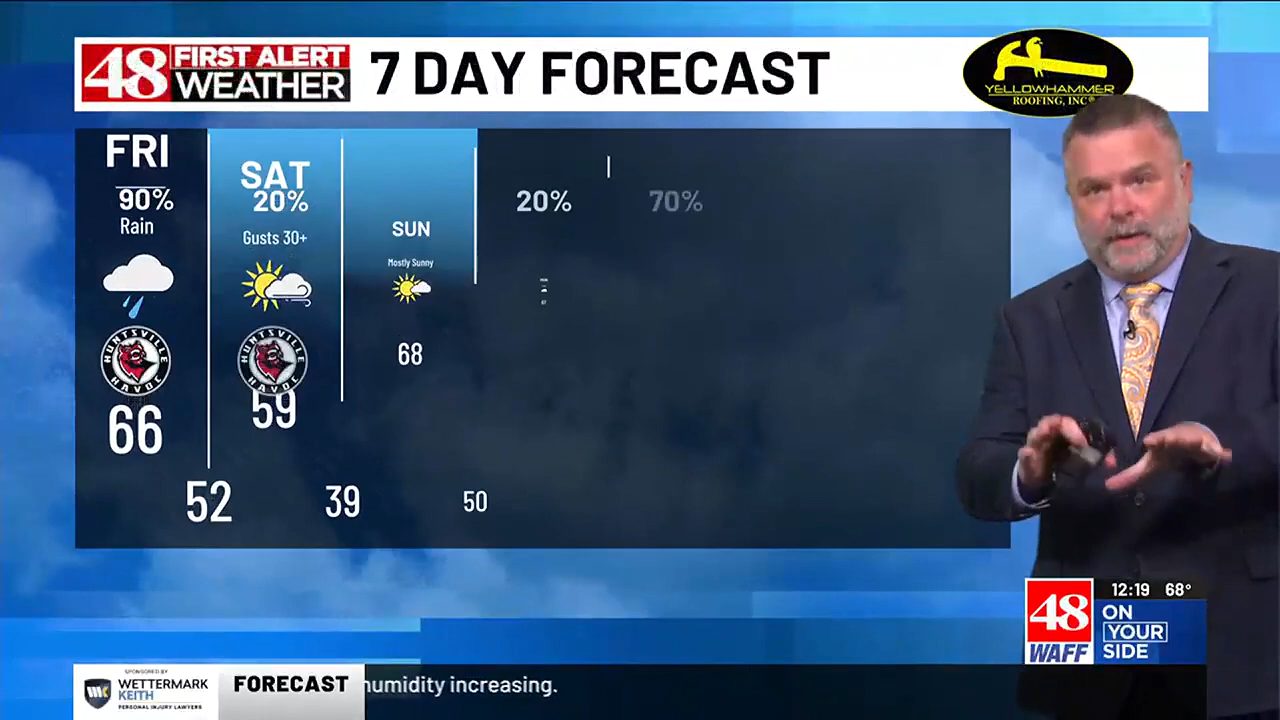 48 FIRST ALERT WEATHER
7 DAY FORECAST
YELLOWHAMMER
ROOFING, INC®
FRI
90%
Rain
HUNTSVILLE
HAVOC
66
52
SAT
20%
Gusts 30+
HUNTSVILLE
HAVOC
59
39
SUN
Mostly Sunny
68
50
20%
70%
12:19 68°
48
WAFF
ON
YOUR
SIDE
SPONSORED BY
WETTERMARK
KEITH
PERSONAL INJURY LAWYERS
FORECAST
humidity increasing.